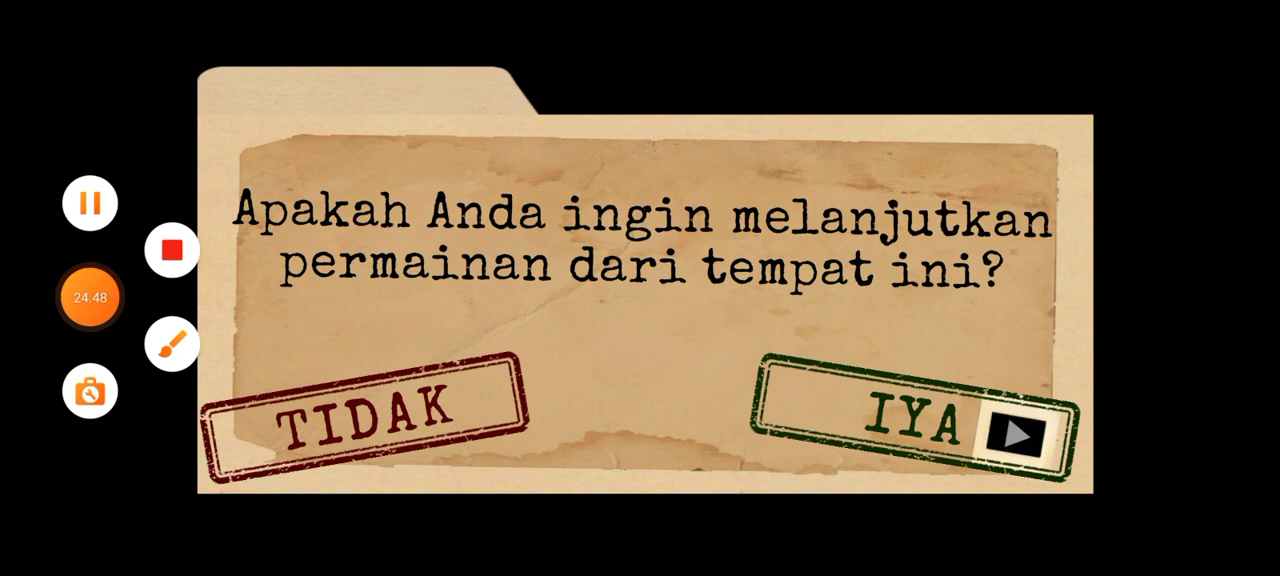 Apakah Anda ingin melanjutkan
permainan dari tempat ini?
24.48
TIDAK
IYA